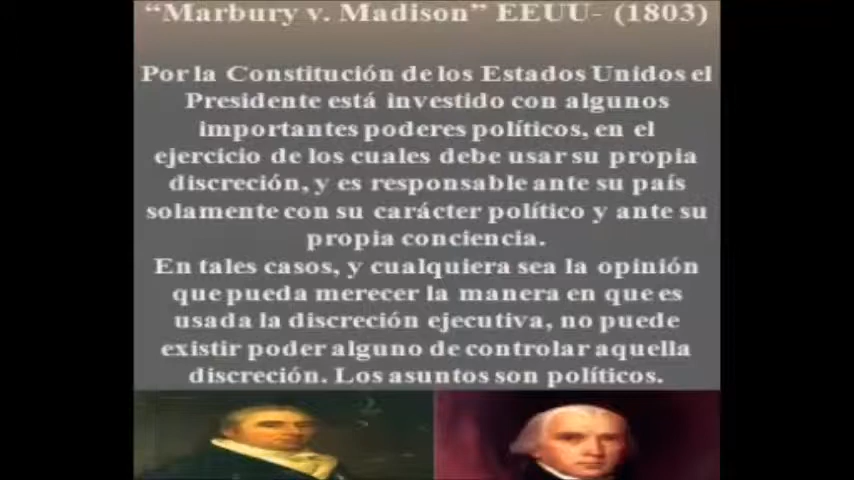 “Marbury v. Madison” EEUU- (1803)
Por la Constitución de los Estados Unidos el
Presidente está investido con algunos
importantes poderes políticos, en el
ejercicio de los cuales debe usar su propia
discreción, y es responsable ante su país
solamente con su carácter político y ante su
propia conciencia.
En tales casos, y cualquiera sea la opinión
que pueda merecer la manera en que es
usada la discreción ejecutiva, no puede
existir poder alguno de controlar aquella
discreción. Los asuntos son políticos.